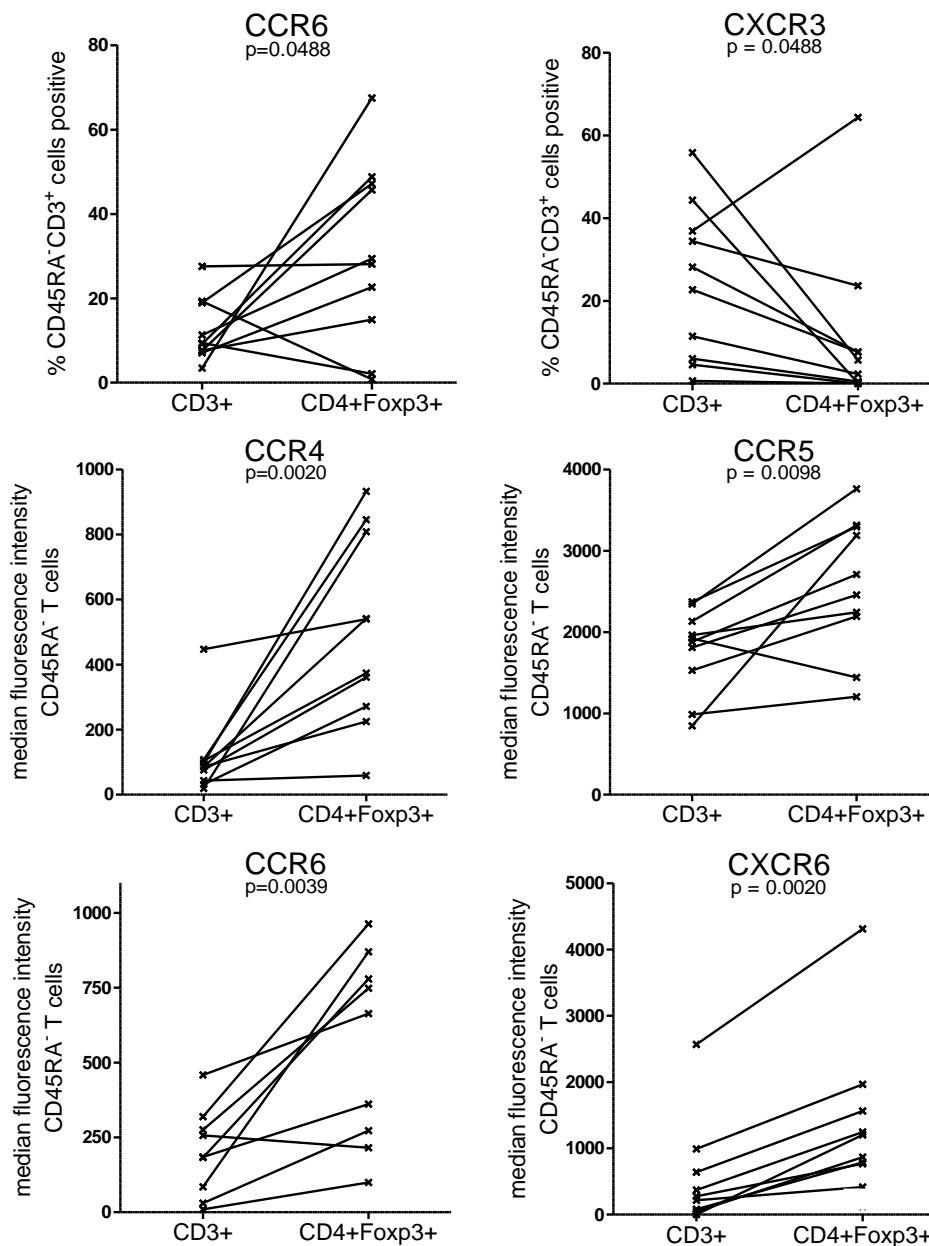 CCR6
p=0.0488
% CD45RA⁻CD3⁺ cells positive
80
60
40
20
0
CD3+ CD4+Foxp3+
CXCR3
p = 0.0488
% CD45RA⁻CD3⁺ cells positive
80
60
40
20
0
CD3+ CD4+Foxp3+
CCR4
p=0.0020
median fluorescence intensity
CD45RA⁻ T cells
1000
800
600
400
200
0
CD3+ CD4+Foxp3+
CCR5
p = 0.0098
median fluorescence intensity
CD45RA⁻ T cells
4000
3000
2000
1000
0
CD3+ CD4+Foxp3+
CCR6
p=0.0039
median fluorescence intensity
CD45RA⁻ T cells
1000
750
500
250
0
CD3+ CD4+Foxp3+
CXCR6
p = 0.0020
median fluorescence intensity
CD45RA⁻ T cells
5000
4000
3000
2000
1000
0
CD3+ CD4+Foxp3+